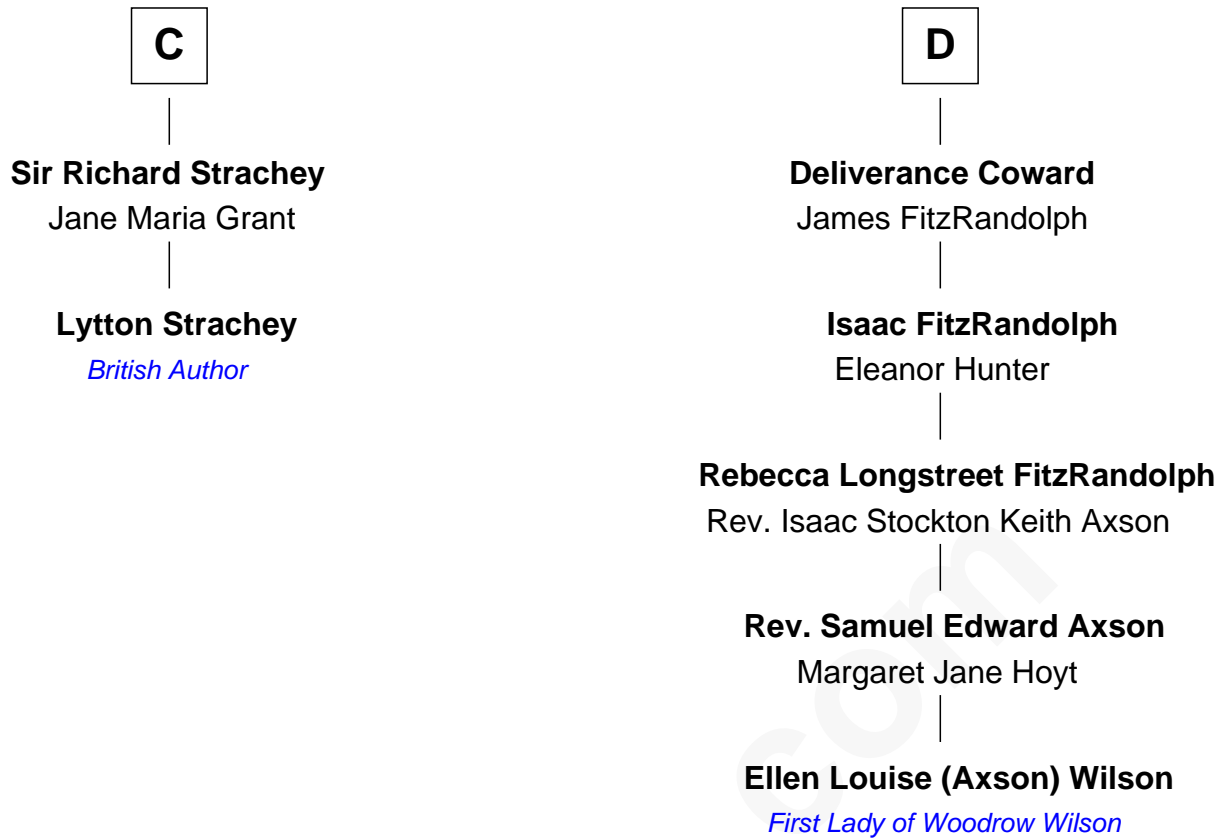 C
Sir Richard Strachey
Jane Maria Grant
Lytton Strachey
British Author
D
Deliverance Coward
James FitzRandolph
Isaac FitzRandolph
Eleanor Hunter
Rebecca Longstreet FitzRandolph
Rev. Isaac Stockton Keith Axson
Rev. Samuel Edward Axson
Margaret Jane Hoyt
Ellen Louise (Axson) Wilson
First Lady of Woodrow Wilson
com